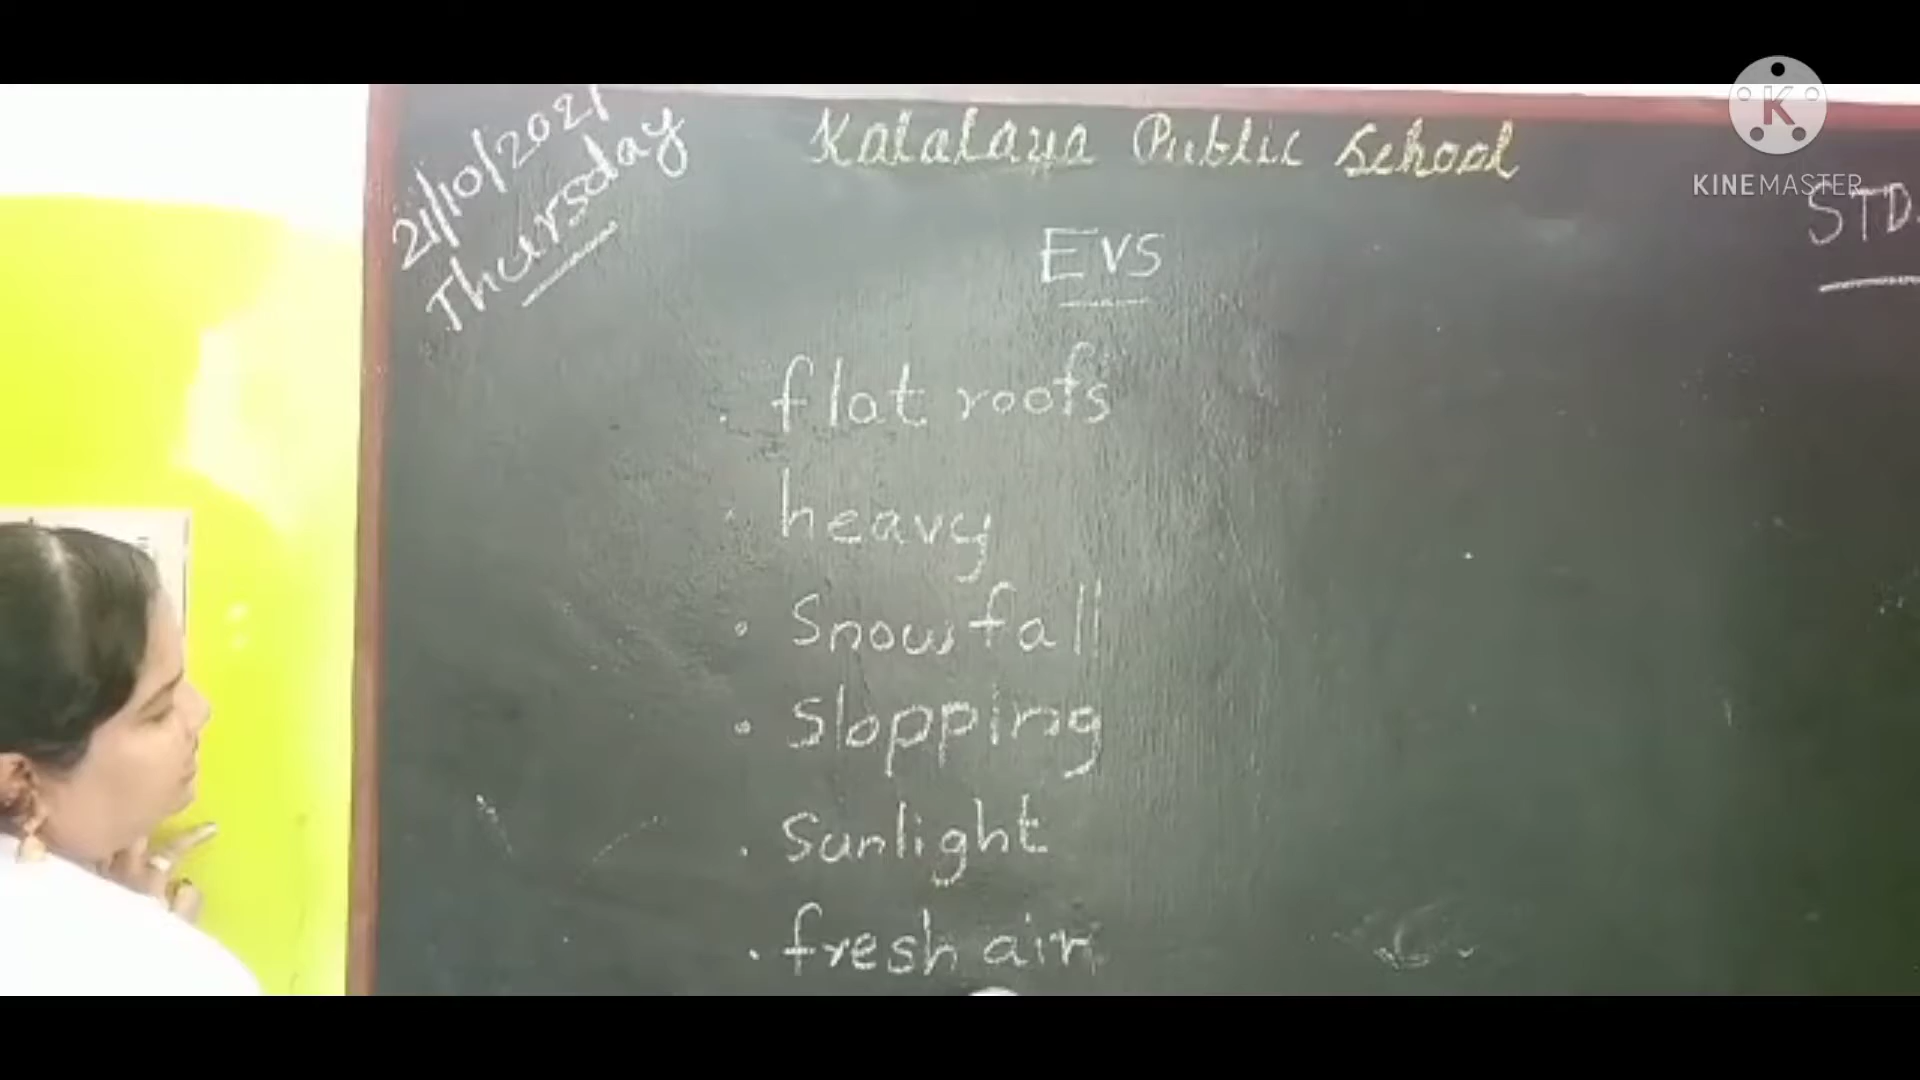 21/10/2021
Thursday
Kalalaya Public School
KINEMASTER
STD.
EVS
. flat roofs
. heavy
. Snowfall
. Slopping
. Sunlight
. fresh air